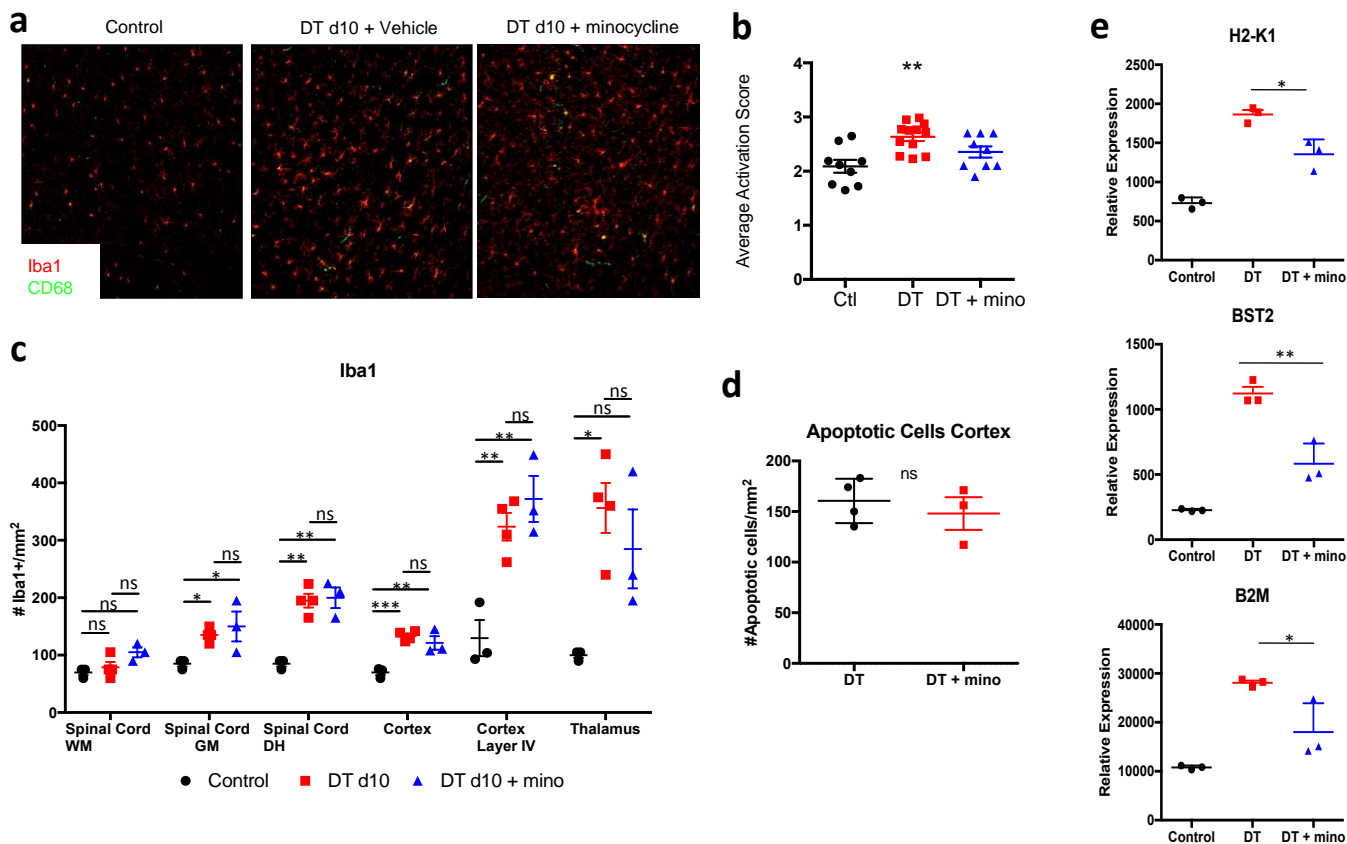 a
Control
DT d10 + Vehicle
DT d10 + minocycline
Iba1
CD68
b
Average Activation Score
4
3
2
1
0
**
Ctl
DT
DT + mino
c
Iba1
# Iba1+/mm2
500
400
300
200
100
0
ns
ns
ns
*
*
ns
**
**
ns
***
**
ns
**
**
ns
*
ns
ns
Spinal Cord
WM
Spinal Cord
GM
Spinal Cord
DH
Cortex
Cortex
Layer IV
Thalamus
Control
DT d10
DT d10 + mino
d
Apoptotic Cells Cortex
#Apoptotic cells/mm2
200
150
100
50
0
ns
DT
DT + mino
e
H2-K1
Relative Expression
2500
2000
1500
1000
500
0
*
Control
DT
DT + mino
BST2
Relative Expression
1500
1000
500
0
**
Control
DT
DT + mino
B2M
Relative Expression
40000
30000
20000
10000
0
*
Control
DT
DT + mino